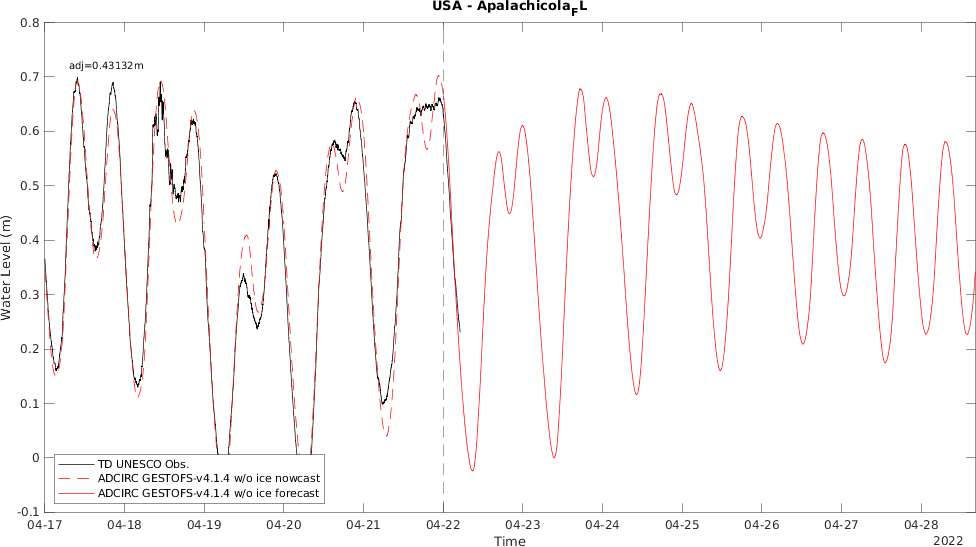 USA - Apalachicola_FL
0.8
0.7
0.6
0.5
0.4
0.3
0.2
0.1
0
-0.1
Water Level (m)
adj=0.43132m
TD UNESCO Obs.
ADCIRC GESTOFS-v4.1.4 w/o ice nowcast
ADCIRC GESTOFS-v4.1.4 w/o ice forecast
04-17 04-18 04-19 04-20 04-21 04-22 04-23 04-24 04-25 04-26 04-27 04-28
Time
2022